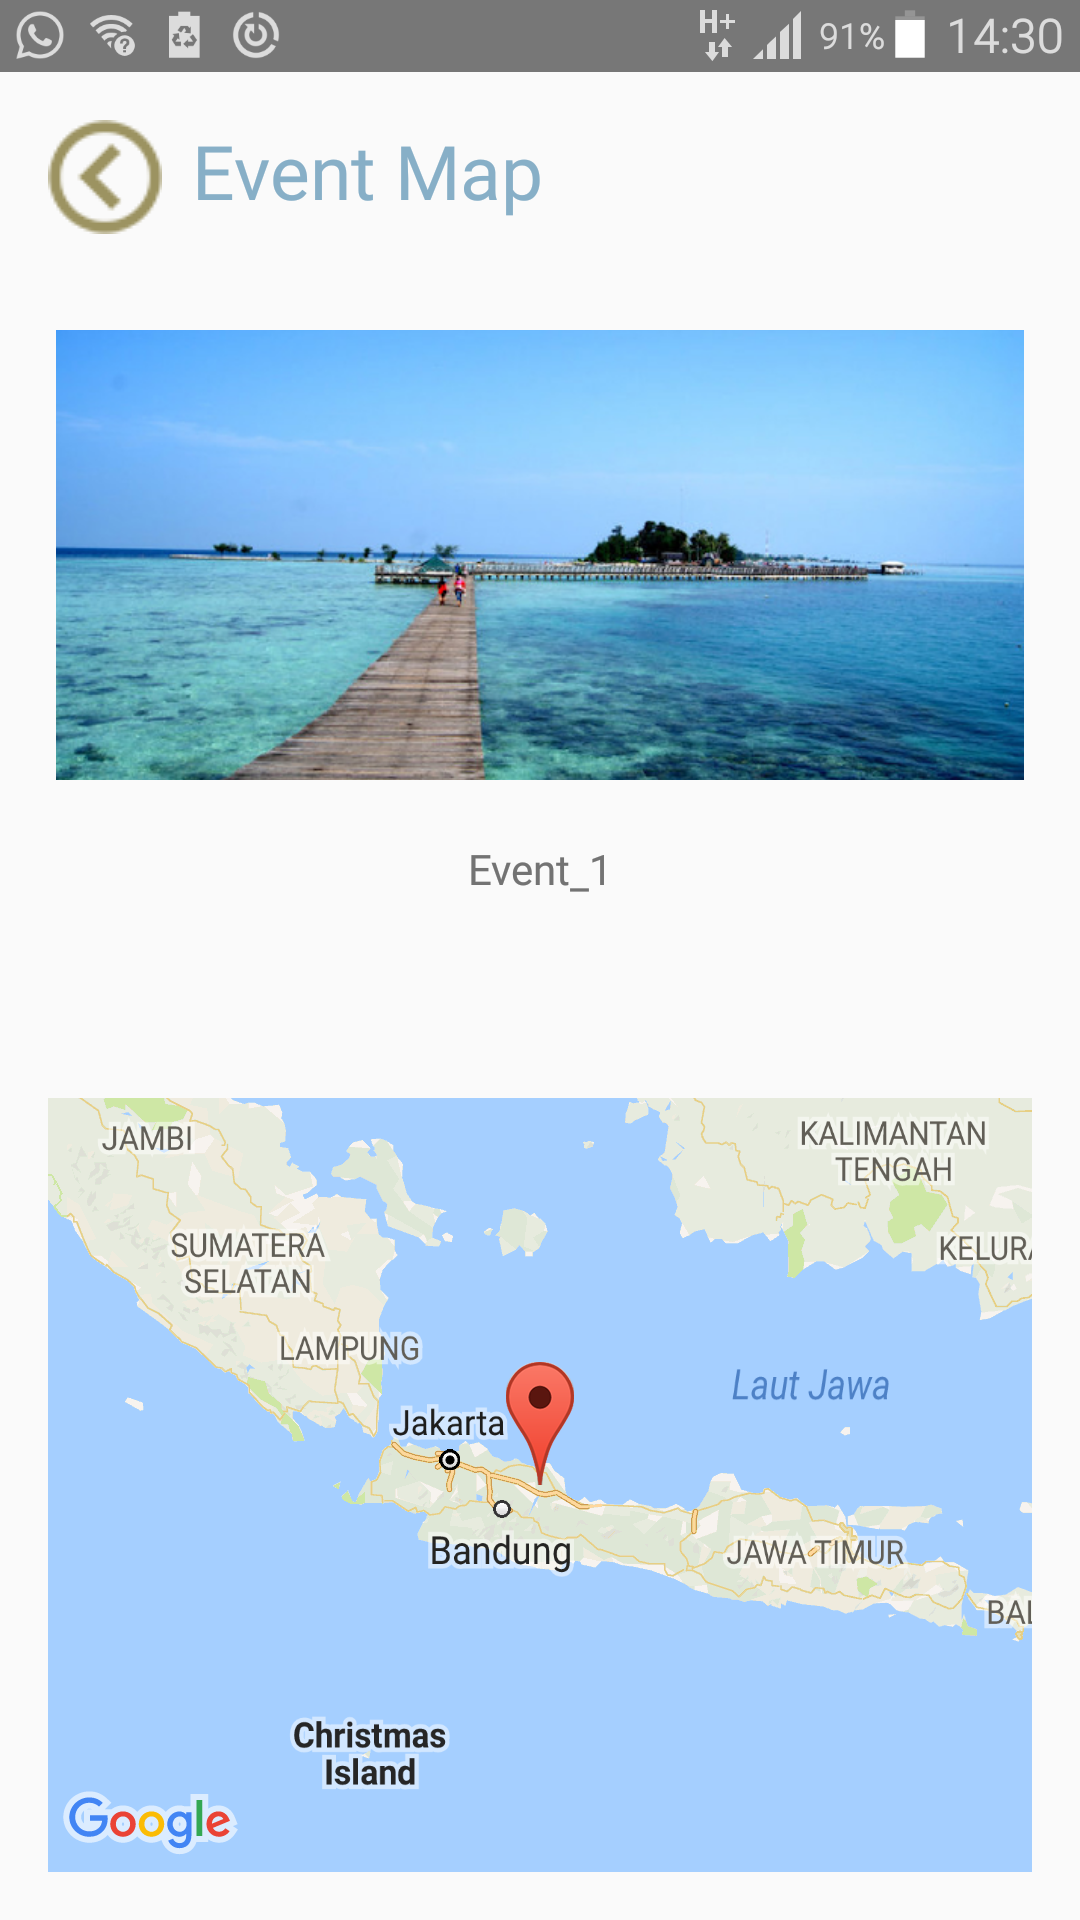 H+ 91% 14:30
Event Map
Event_1
JAMBI
KALIMANTAN
TENGAH
SUMATERA
SELATAN
KELURA
LAMPUNG
Laut Jawa
Jakarta
Bandung
JAWA TIMUR
BAL
Christmas
Island
Google